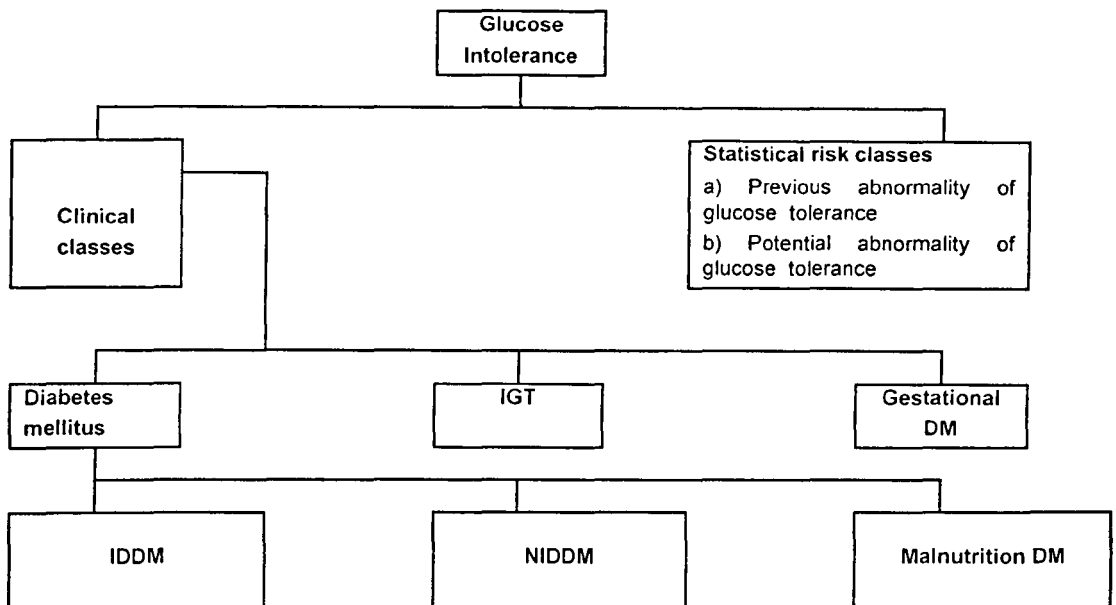 Glucose
Intolerance
Clinical
classes
Statistical risk classes
a) Previous abnormality of
glucose tolerance
b) Potential abnormality of
glucose tolerance
Diabetes
mellitus
IGT
Gestational
DM
IDDM
NIDDM
Malnutrition DM